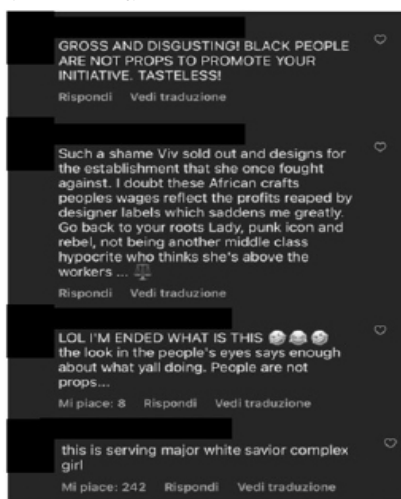 GROSS AND DISGUSTING! BLACK PEOPLE
ARE NOT PROPS TO PROMOTE YOUR
INITIATIVE. TASTELESS!
Rispondi Vedi traduzione
Such a shame Viv sold out and designs for
the establishment that she once fought
against. I doubt these African crafts
peoples wages reflect the profits reaped by
designer labels which saddens me greatly.
Go back to your roots Lady, punk icon and
rebel, not being another middle class
hypocrite who thinks she's above the
workers ... ⚖️
Rispondi Vedi traduzione
LOL I'M ENDED WHAT IS THIS 🤣😂🤣
the look in the people's eyes says enough
about what yall doing. People are not
props...
Mi piace: 8 Rispondi Vedi traduzione
this is serving major white savior complex
girl
Mi piace: 242 Rispondi Vedi traduzione